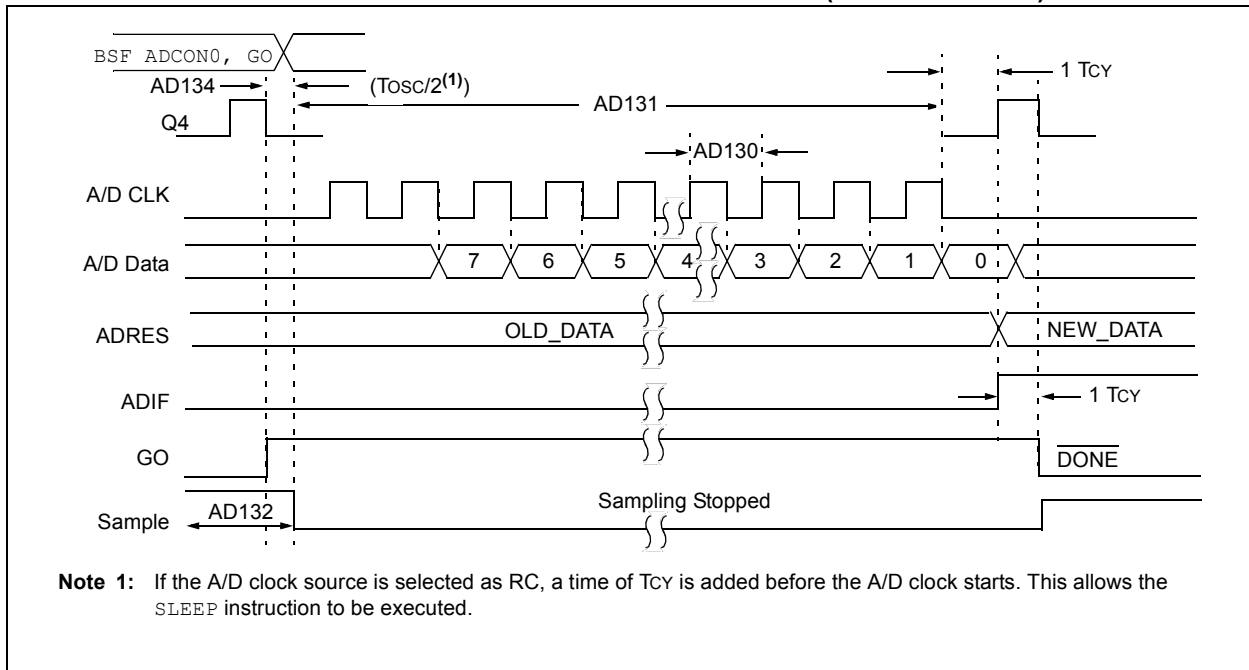 BSF ADCON0, GO
AD134 (TOSC/2(1)) 1 TCY
AD131
Q4
AD130
A/D CLK
A/D Data 7 6 5 4 3 2 1 0
ADRES OLD_DATA NEW_DATA
ADIF 1 TCY
GO DONE
Sample AD132 Sampling Stopped
Note 1: If the A/D clock source is selected as RC, a time of TCY is added before the A/D clock starts. This allows the
SLEEP instruction to be executed.